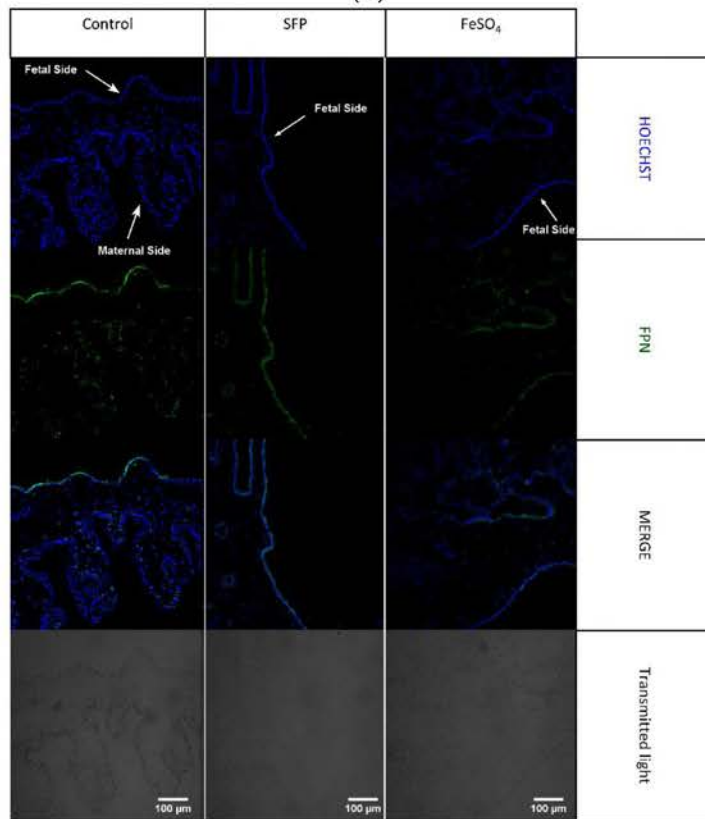 Control
SFP
FeSO₄
Fetal Side
Maternal Side
Fetal Side
Fetal Side
HOECHST
FPN
MERGE
Transmitted light
100 µm
100 µm
100 µm